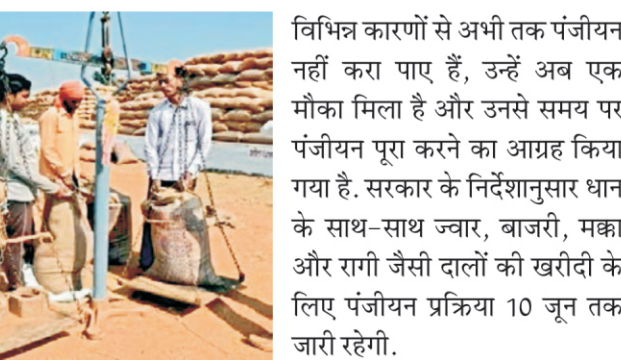 विभिन्न कारणों से अभी तक पंजीयन
नहीं करा पाए हैं, उन्हें अब एक
मौका मिला है और उनसे समय पर
पंजीयन पूरा करने का आग्रह किया
गया है. सरकार के निर्देशानुसार धान
के साथ-साथ ज्वार, बाजरी, मक्का
और रागी जैसी दालों की खरीदी के
लिए पंजीयन प्रक्रिया 10 जून तक
जारी रहेगी.